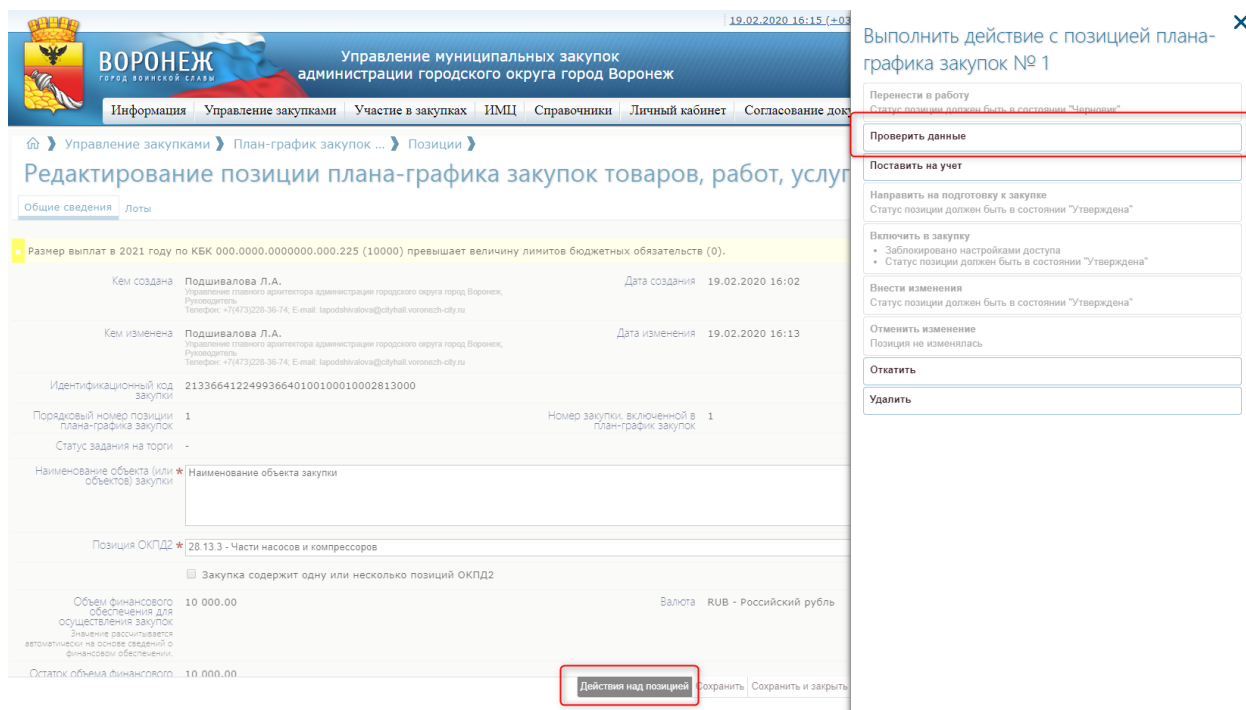 19.02.2020 16:15 (+03
ВОРОНЕЖ
ГОРОД ВОИНСКОЙ СЛАВЫ
Управление муниципальных закупок
администрации городского округа город Воронеж
Информация Управление закупками Участие в закупках ИМЦ Справочники Личный кабинет Согласование доку
Управление закупками ❱ План-график закупок ... ❱ Позиции ❱
Редактирование позиции плана-графика закупок товаров, работ, услуг
Общие сведения Лоты
Размер выплат в 2021 году по КБК 000.0000.0000000.000.225 (10000) превышает величину лимитов бюджетных обязательств (0).
Кем создана Подшивалова Л.А. Дата создания 19.02.2020 16:02
Управление главного архитектора администрации городского округа город Воронеж,
Руководитель
Телефон: +7(473)228-36-74; E-mail: lapodshivalova@cityhall.voronezh-city.ru
Кем изменена Подшивалова Л.А. Дата изменения 19.02.2020 16:13
Управление главного архитектора администрации городского округа город Воронеж,
Руководитель
Телефон: +7(473)228-36-74; E-mail: lapodshivalova@cityhall.voronezh-city.ru
Идентификационный код
закупки
213366412249936640100100010002813000
Порядковый номер позиции
плана-графика закупок
1
Номер закупки, включенной в
план-график закупок
1
Статус задания на торги -
Наименование объекта (или
объектов) закупки
* Наименование объекта закупки
Позиция ОКПД2 * 28.13.3 - Части насосов и компрессоров
Закупка содержит одну или несколько позиций ОКПД2
Объем финансового
обеспечения для
осуществления закупок
Значение рассчитывается
автоматически на основе сведений о
финансовом обеспечении.
10 000.00
Валюта RUB - Российский рубль
Остаток объема финансового 10 000.00
Действия над позицией Сохранить Сохранить и закрыть
Выполнить действие с позицией плана-
графика закупок № 1
Перенести в работу
Статус позиции должен быть в состоянии "Черновик"
Проверить данные
Поставить на учет
Направить на подготовку к закупке
Статус позиции должен быть в состоянии "Утверждена"
Включить в закупку
• Заблокировано настройками доступа
• Статус позиции должен быть в состоянии "Утверждена"
Внести изменения
Статус позиции должен быть в состоянии "Утверждена"
Отменить изменение
Позиция не изменялась
Откатить
Удалить